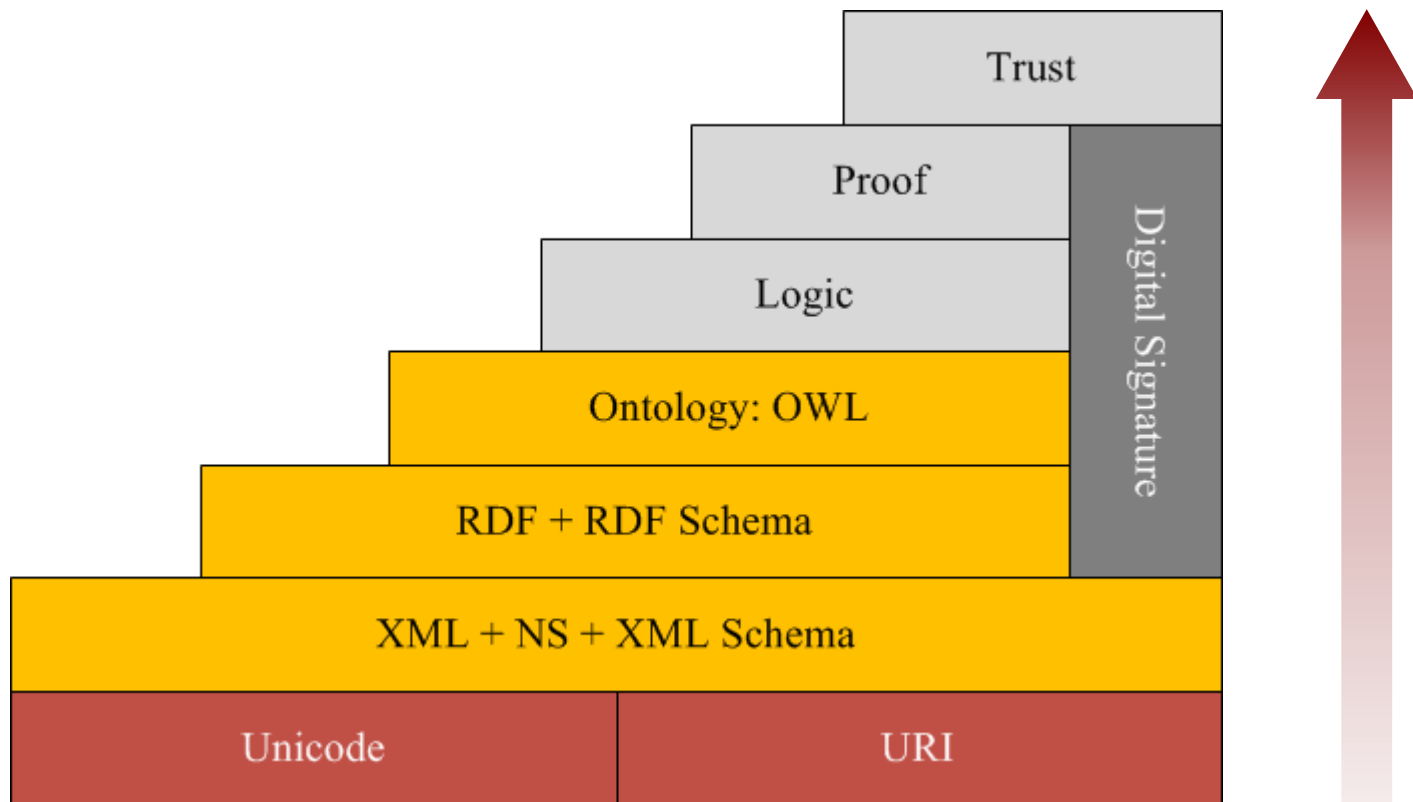 Trust
Proof
Digital Signature
Logic
Ontology: OWL
RDF + RDF Schema
XML + NS + XML Schema
Unicode
URI